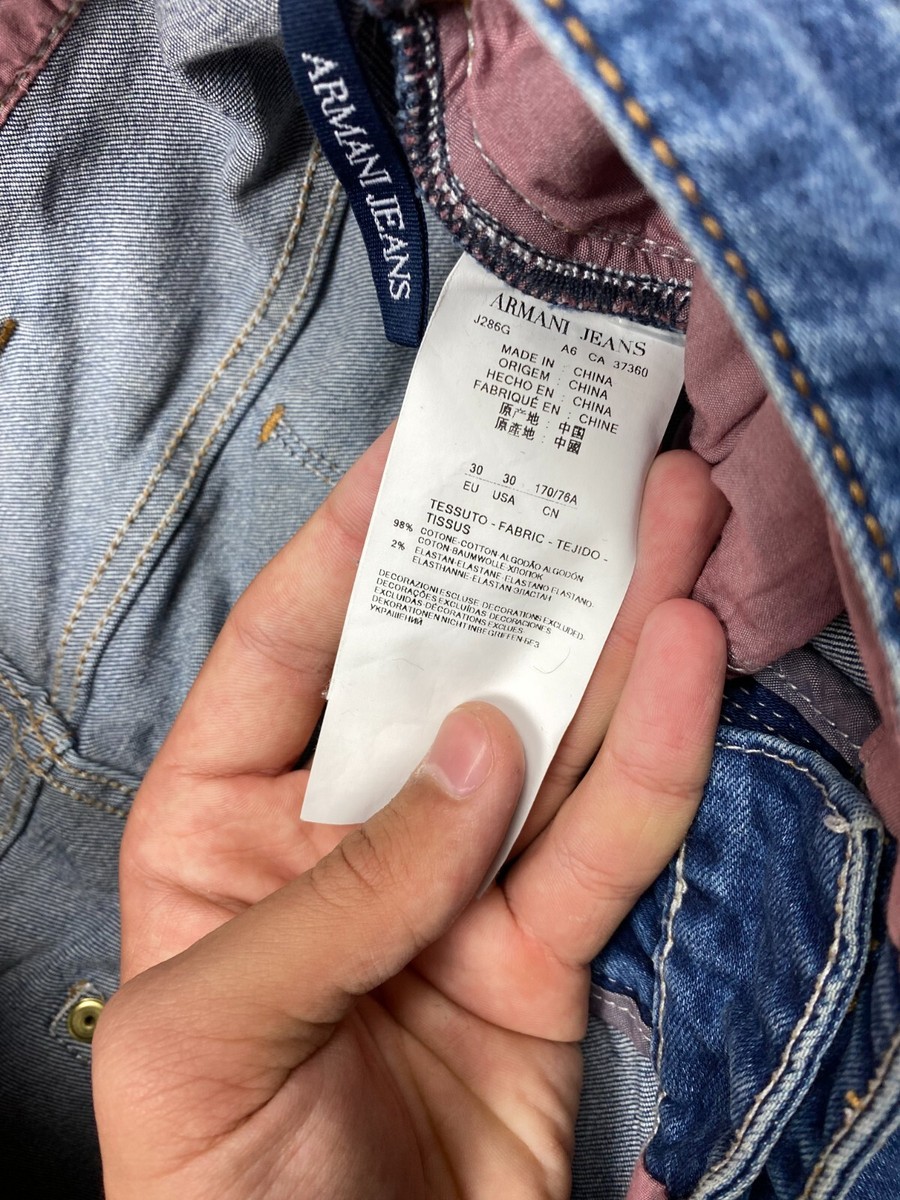 ARMANI JEANS
ARMANI JEANS
J286G A6 CA 37360
MADE IN : CHINA
ORIGEM : CHINA
HECHO EN : CHINA
FABRIQUÉ EN : CHINE
原产地 : 中国
原產地 : 中國
30 30 170/76A
EU USA CN
TESSUTO - FABRIC - TEJIDO -
TISSUS
98% COTONE-COTTON ALGODÃO ALGODÓN
COTON-BAUMWOLLE-ХЛОПОК
2% ELASTAN-ELASTANE-ELASTANO ELASTANO-
ELASTHANNE-ELASTAN-ЭЛАСТАН
DECORAZIONI ESCLUSE DECORATIONS EXCLUDED.
DECORAÇÕES EXCLUÍDAS DECORACIONES
EXCLUIDAS DÉCORATIONS EXCLUES
DEKORATIONEN NICHT INBEGRIFFEN-БЕЗ
УКРАШЕНИЙ